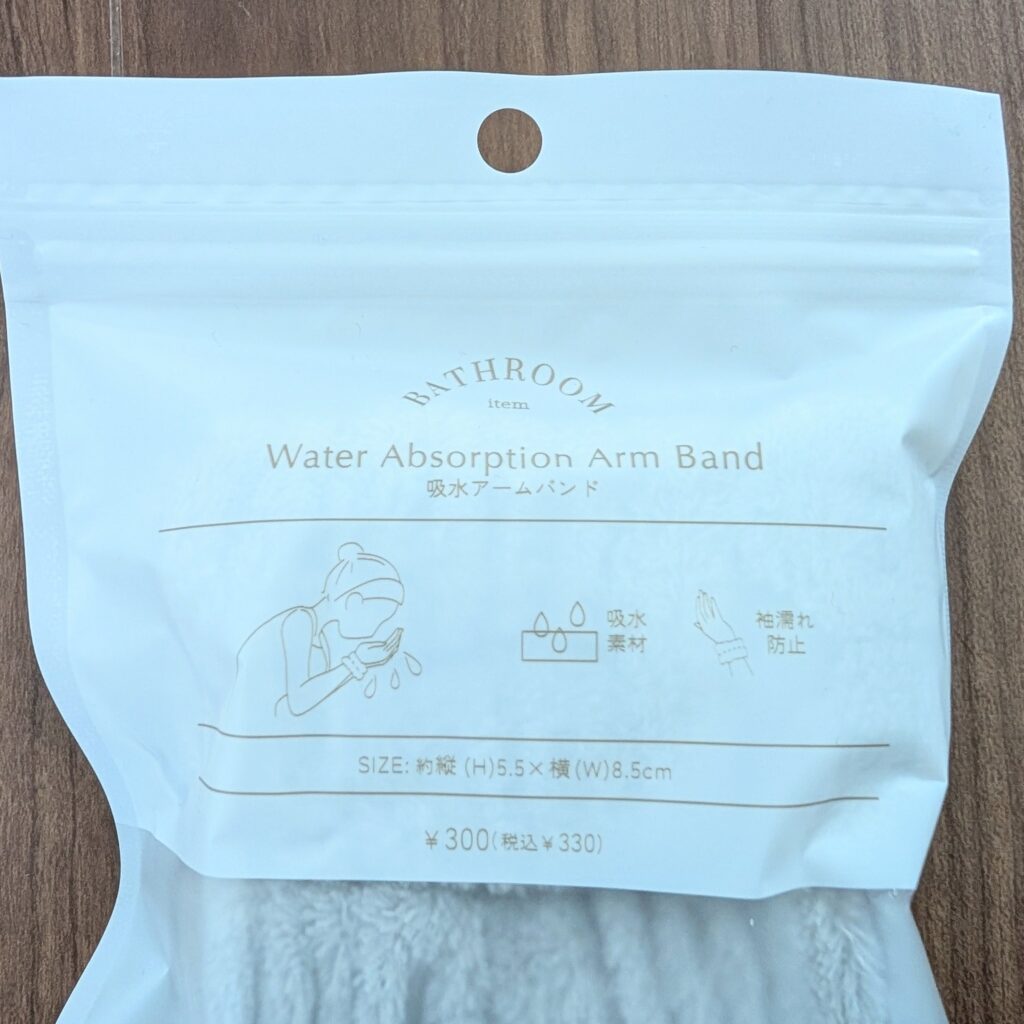 BATHROOM
item
Water Absorption Arm Band
吸水アームバンド
吸水
素材
袖濡れ
防止
SIZE: 約縦 (H)5.5×横(W)8.5cm
¥300(税込¥330)